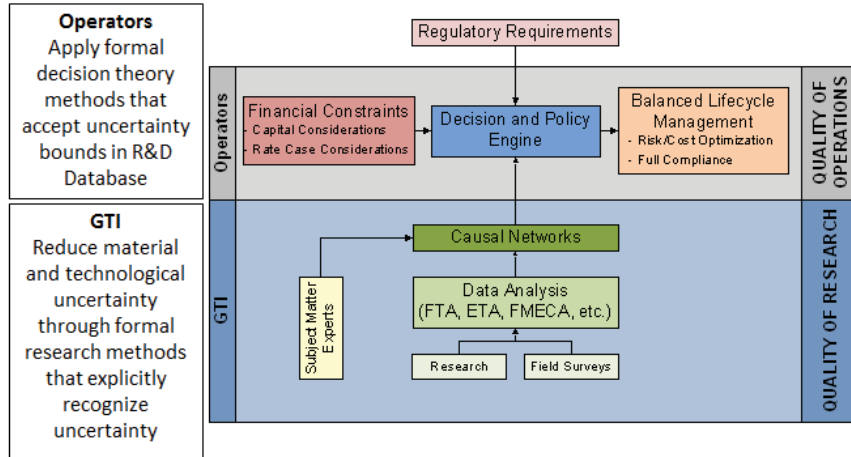 Operators
Apply formal
decision theory
methods that
accept uncertainty
bounds in R&D
Database
GTI
Reduce material
and technological
uncertainty
through formal
research methods
that explicitly
recognize
uncertainty
Regulatory Requirements
Operators
Financial Constraints
- Capital Considerations
- Rate Case Considerations
Decision and Policy
Engine
Balanced Lifecycle
Management
- Risk/Cost Optimization
- Full Compliance
QUALITY OF
OPERATIONS
GTI
Causal Networks
Subject Matter
Experts
Data Analysis
(FTA, ETA, FMECA, etc.)
Research
Field Surveys
QUALITY OF RESEARCH